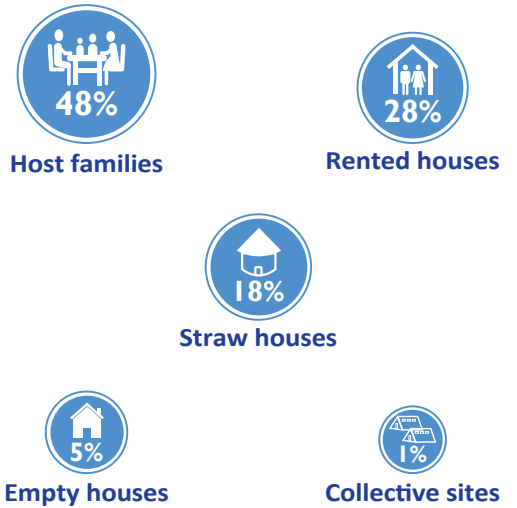 48%
Host families
28%
Rented houses
18%
Straw houses
5%
Empty houses
1%
Collective sites